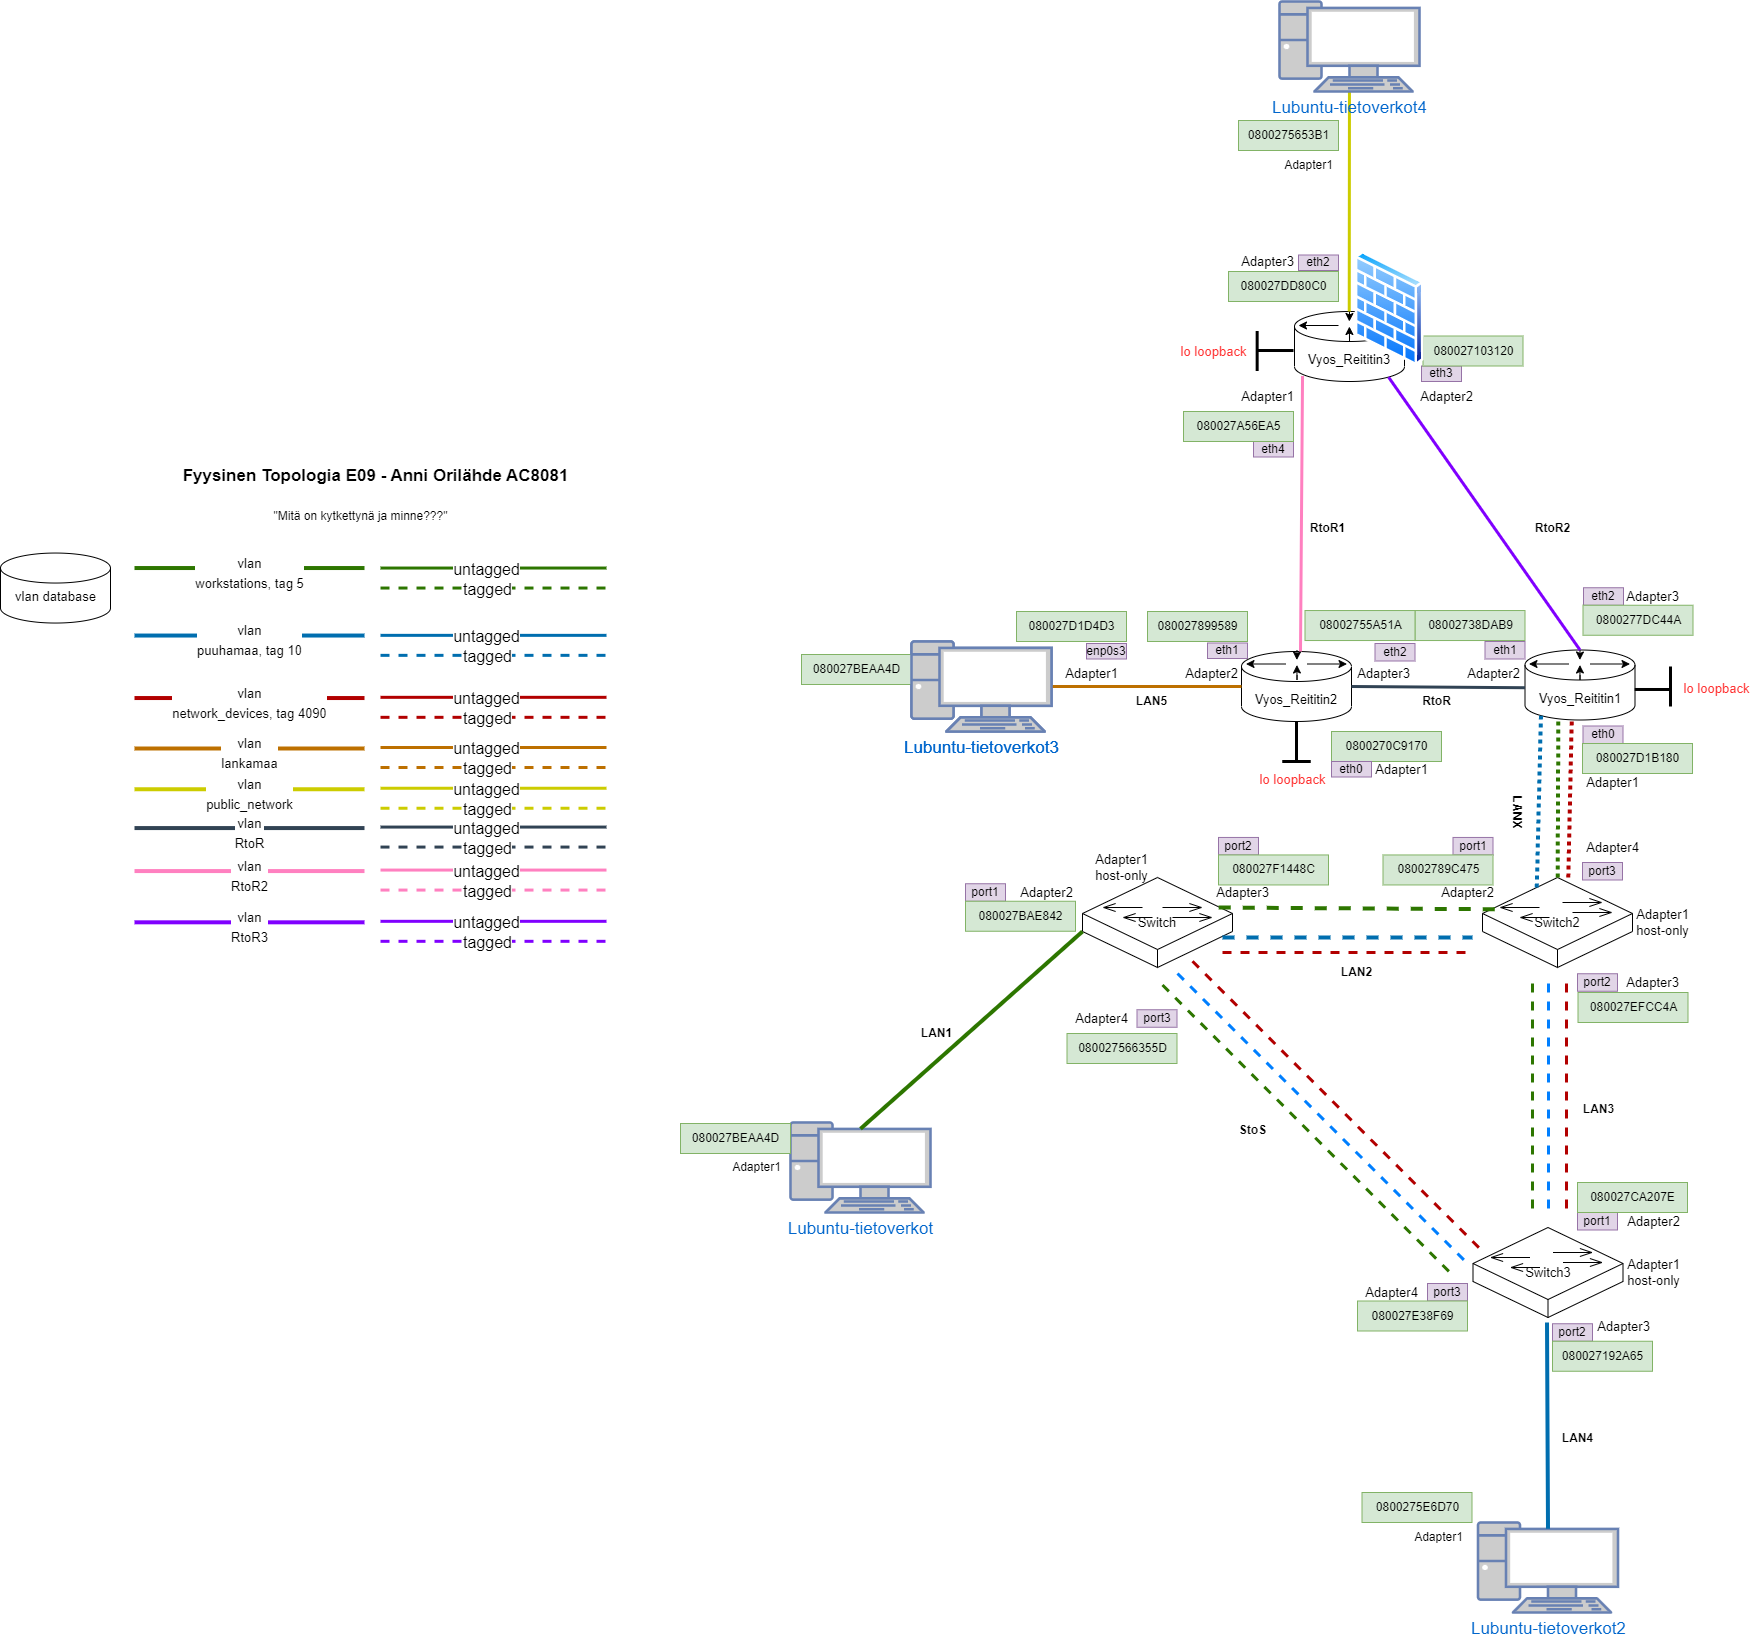 Lubuntu-tietoverkot4
0800275653B1
Adapter1
Adapter3
eth2
080027DD80C0
lo loopback
Vyos_Reititin3
080027103120
eth3
Adapter2
Adapter1
080027A56EA5
eth4
Fyysinen Topologia E09 - Anni Orilähde AC8081
"Mitä on kytkettynä ja minne???"
RtoR1
RtoR2
vlan database
vlan
workstations, tag 5
untagged
tagged
vlan
puuhamaa, tag 10
untagged
tagged
vlan
network_devices, tag 4090
untagged
tagged
vlan
lankamaa
untagged
tagged
vlan
public_network
untagged
tagged
vlan
RtoR
untagged
tagged
vlan
RtoR2
untagged
tagged
vlan
RtoR3
untagged
tagged
eth2
Adapter3
0800277DC44A
080027D1D4D3
enp0s3
Adapter1
080027899589
eth1
Adapter2
08002755A51A
eth2
Adapter3
08002738DAB9
eth1
Adapter2
080027BEAA4D
Lubuntu-tietoverkot3
LAN5
Vyos_Reititin2
RtoR
Vyos_Reititin1
lo loopback
0800270C9170
eth0
Adapter1
lo loopback
eth0
080027D1B180
Adapter1
LANX
Adapter4
port3
Adapter1
host-only
port2
080027F1448C
Adapter3
port1
08002789C475
Adapter2
port1
Adapter2
080027BAE842
Switch
Switch2
Adapter1
host-only
LAN2
port2
Adapter3
080027EFCC4A
Adapter4
port3
080027566355D
LAN1
StoS
LAN3
080027BEAA4D
Adapter1
Lubuntu-tietoverkot
080027CA207E
port1
Adapter2
Switch3
Adapter1
host-only
Adapter4
port3
080027E38F69
port2
Adapter3
080027192A65
LAN4
0800275E6D70
Adapter1
Lubuntu-tietoverkot2